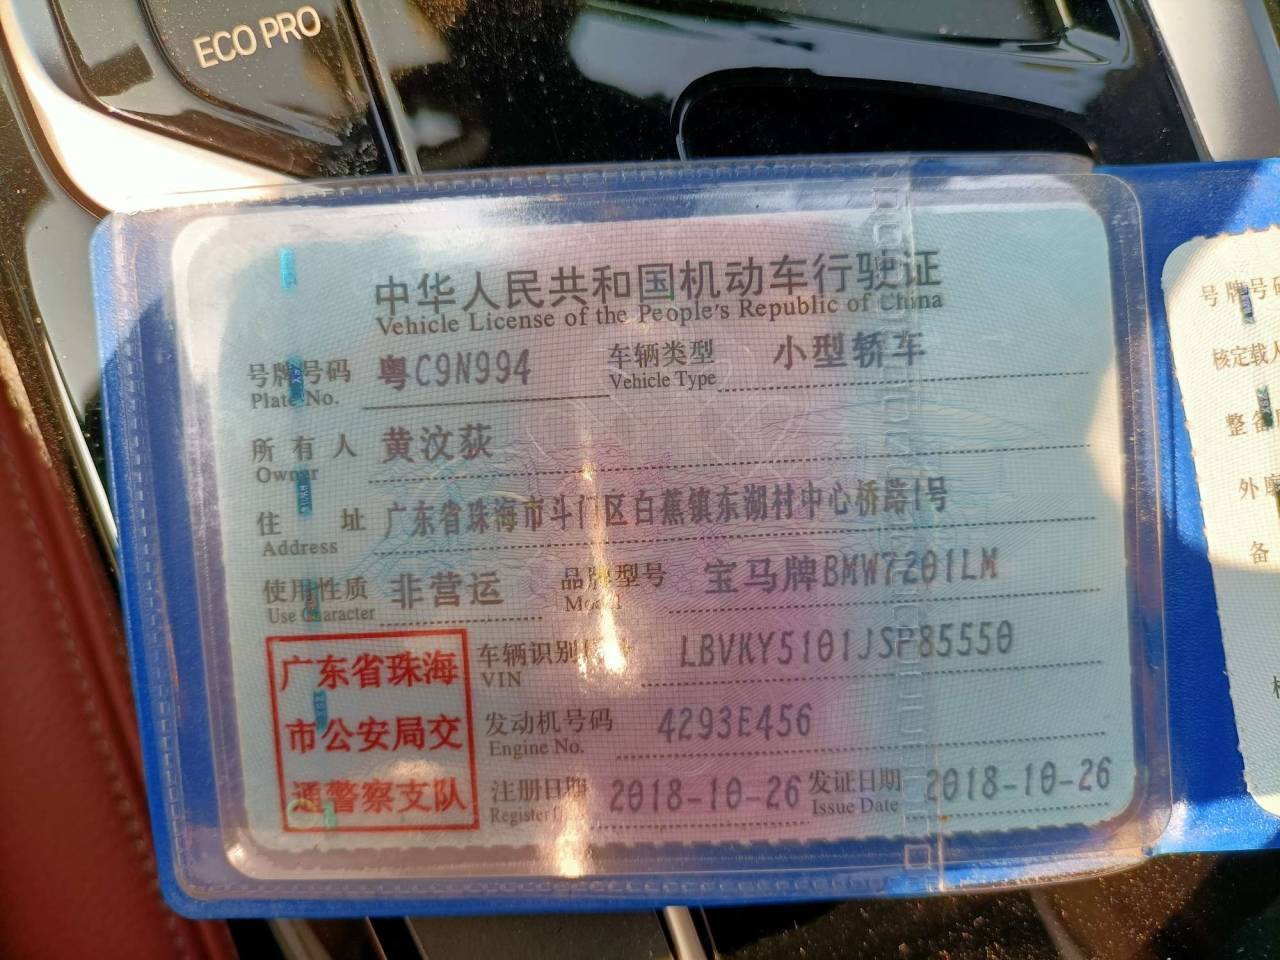 ECO PRO
中华人民共和国机动车行驶证
Vehicle License of the People's Republic of China
号牌号码 粤C9N994 车辆类型 小型轿车
Plate No. Vehicle Type
所有人 黄汶荻
Owner
住址 广东省珠海市斗门区白蕉镇东湖村中心桥路1号
Address
使用性质 非营运 品牌型号 宝马牌BMW7201LM
Use Character Model
车辆识别 LBVKY5101JSP85550
VIN
发动机号码 4293E456
Engine No.
注册日期 2018-10-26 发证日期 2018-10-26
Register Issue Date
广东省珠海
市公安局交
通警察支队
号牌号码
核定载人
整备
外廓
备